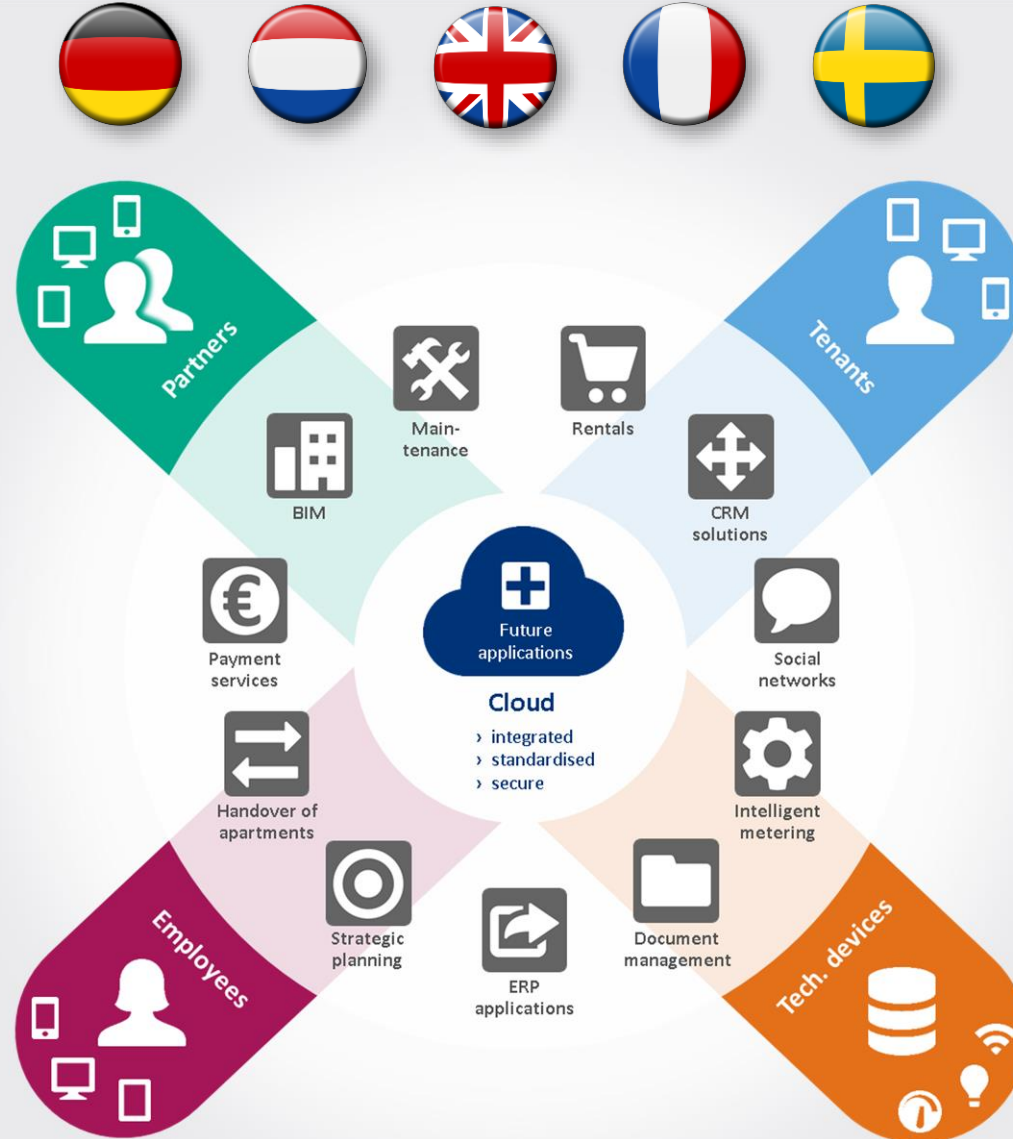 Partners
Tenants
Main-
tenance
Rentals
BIM
CRM
solutions
Future
applications
Payment
services
Social
networks
Cloud
› integrated
› standardised
› secure
Handover of
apartments
Intelligent
metering
Strategic
planning
Document
management
ERP
applications
Employees
Tech. devices